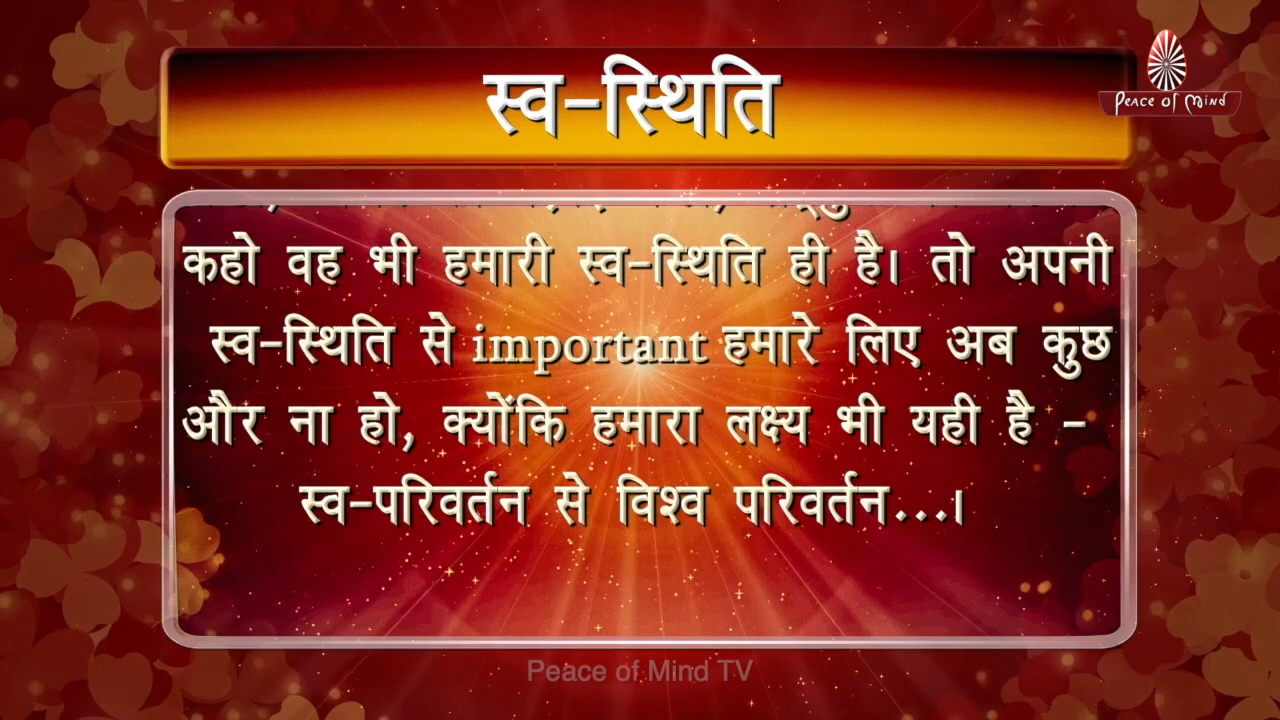 स्व-स्थिति
Peace of Mind
कहो वह भी हमारी स्व-स्थिति ही है। तो अपनी
स्व-स्थिति से important हमारे लिए अब कुछ
और ना हो, क्योंकि हमारा लक्ष्य भी यही है -
स्व-परिवर्तन से विश्व परिवर्तन...।
Peace of Mind TV